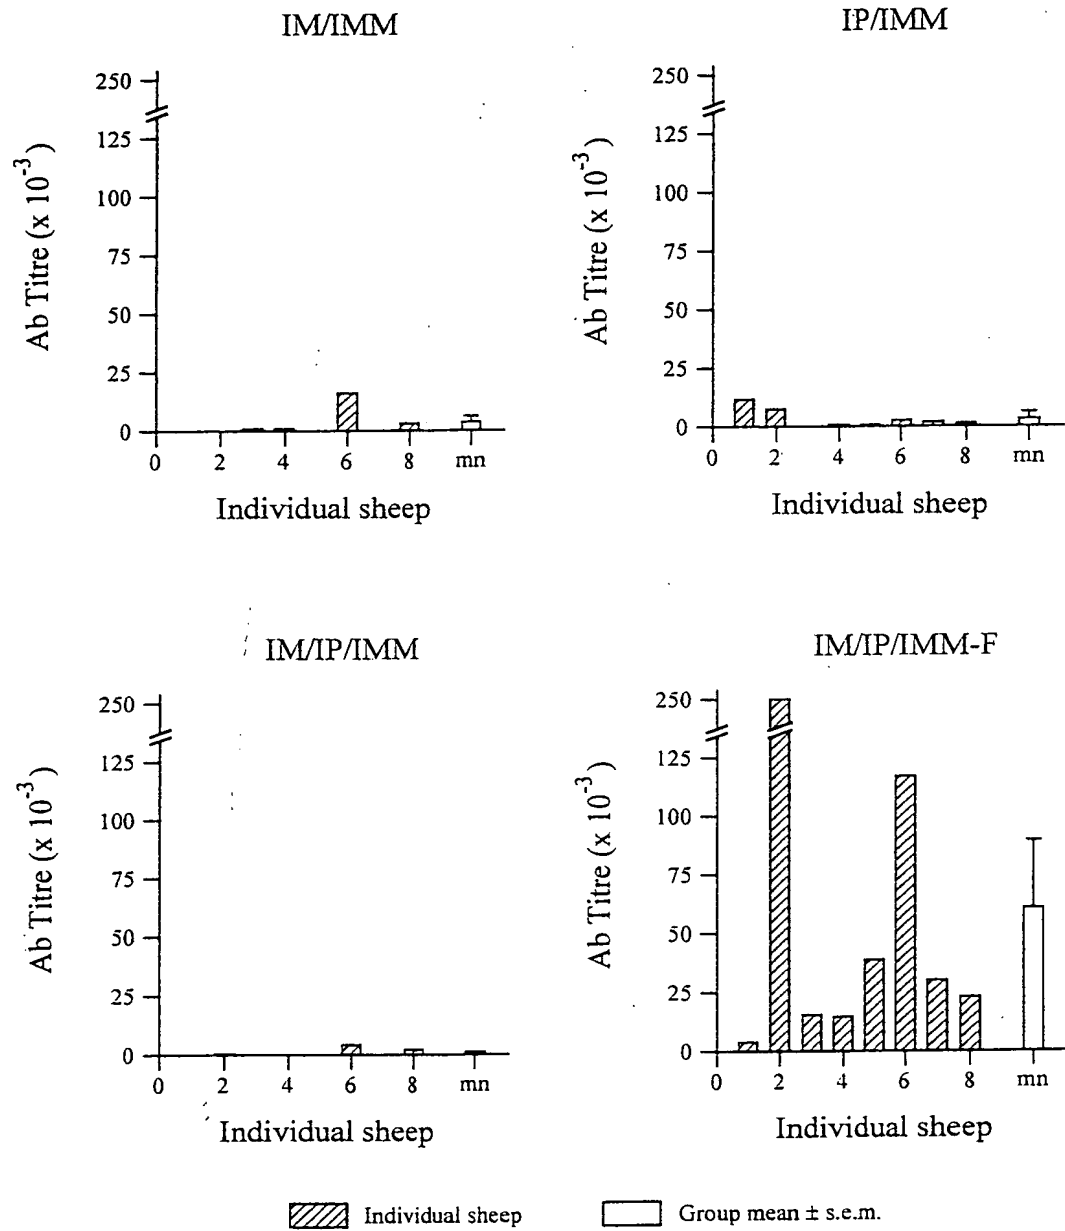 IM/IMM
250
125
100
75
50
25
0
Ab Titre (x 10-3)
0 2 4 6 8 mn
Individual sheep
IP/IMM
250
125
100
75
50
25
0
Ab Titre (x 10-3)
0 2 4 6 8 mn
Individual sheep
IM/IP/IMM
250
125
100
75
50
25
0
Ab Titre (x 10-3)
0 2 4 6 8 mn
Individual sheep
IM/IP/IMM-F
250
125
100
75
50
25
0
Ab Titre (x 10-3)
0 2 4 6 8 mn
Individual sheep
Individual sheep
Group mean ± s.e.m.